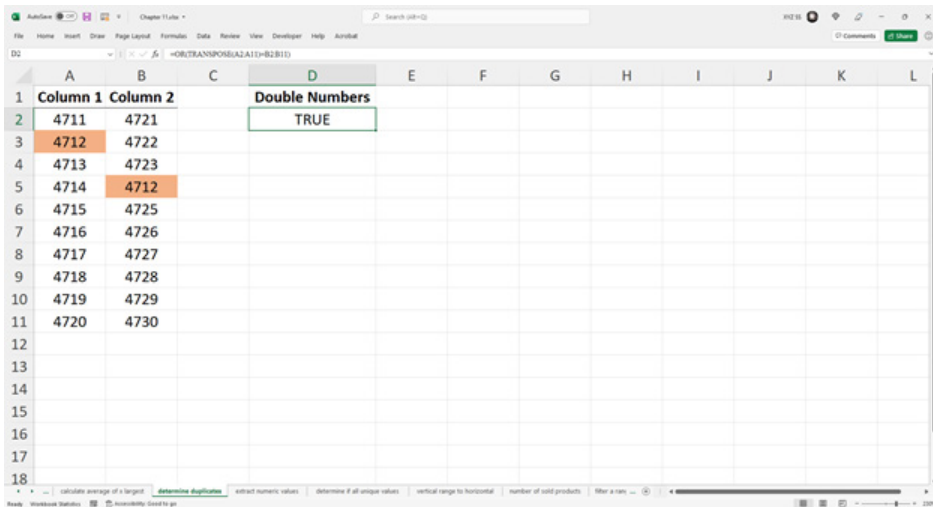 AutoSave Off Chapter 11.xlsx Search (Alt+Q) XYZ SS
File Home Insert Draw Page Layout Formulas Data Review View Developer Help Acrobat Comments Share
D2 fx =OR(TRANSPOSE(A2:A11)=B2:B11)
A B C D E F G H I J K L
1 Column 1 Column 2 Double Numbers
2 4711 4721 TRUE
3 4712 4722
4 4713 4723
5 4714 4712
6 4715 4725
7 4716 4726
8 4717 4727
9 4718 4728
10 4719 4729
11 4720 4730
12
13
14
15
16
17
18
... calculate average of x largest determine duplicates extract numeric values determine if all unique values vertical range to horizontal number of sold products filter a ran ...
Ready Workbook Statistics Accessibility: Good to go